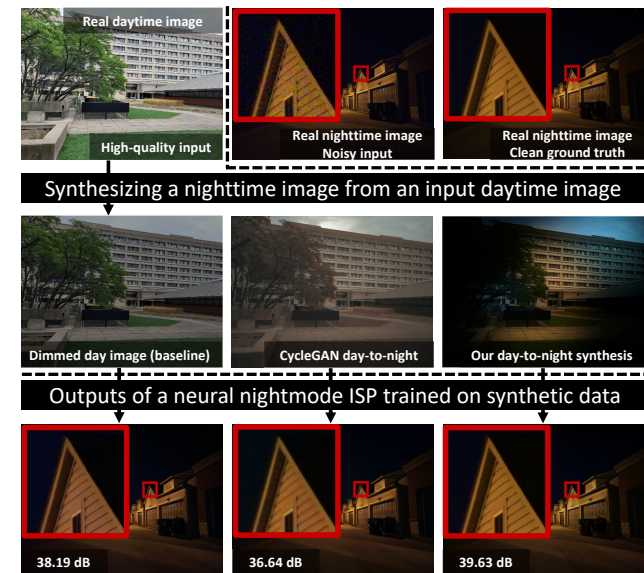 Real daytime image
High-quality input
Real nighttime image
Noisy input
Real nighttime image
Clean ground truth
Synthesizing a nighttime image from an input daytime image
Dimmed day image (baseline)
CycleGAN day-to-night
Our day-to-night synthesis
Outputs of a neural nightmode ISP trained on synthetic data
38.19 dB
36.64 dB
39.63 dB